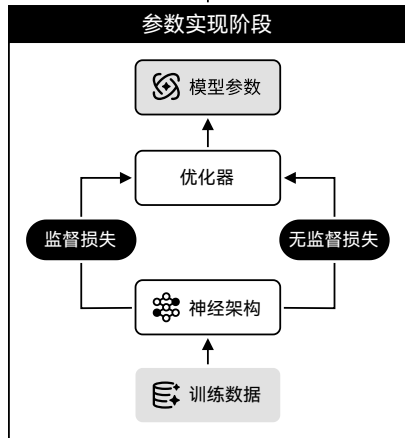 参数实现阶段
模型参数
优化器
监督损失
无监督损失
神经架构
训练数据